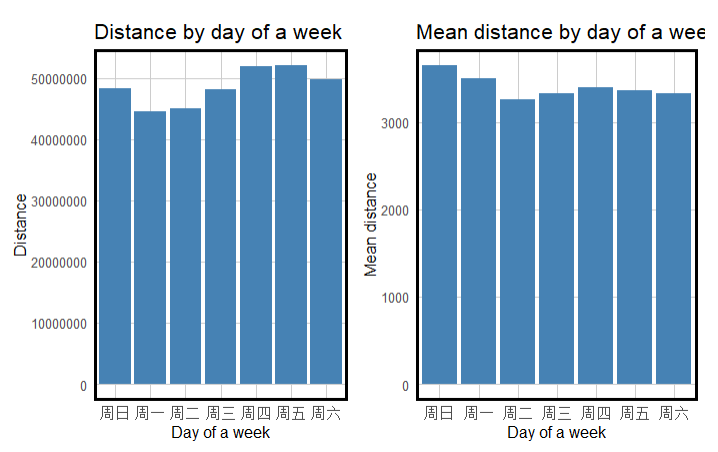 Distance by day of a week
Distance
50000000
40000000
30000000
20000000
10000000
0
周日 周一 周二 周三 周四 周五 周六
Day of a week
Mean distance by day of a wee
Mean distance
3000
2000
1000
0
周日 周一 周二 周三 周四 周五 周六
Day of a week